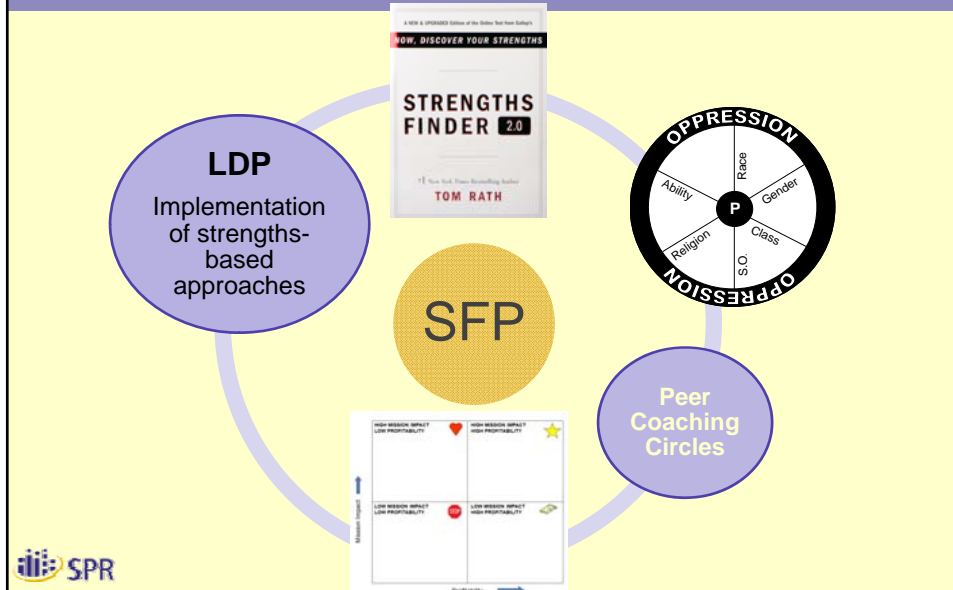 A NEW & UPGRADED Edition of the Online Test from Gallup's
NOW, DISCOVER YOUR STRENGTHS
STRENGTHS
FINDER 2.0
#1 New York Times Bestselling Author
TOM RATH
LDP
Implementation
of strengths-
based
approaches
OPPRESSION
Race
Gender
Class
S.O.
Religion
Ability
P
OPPRESSION
SFP
Peer
Coaching
Circles
HIGH MISSION IMPACT
LOW PROFITABILITY
HIGH MISSION IMPACT
HIGH PROFITABILITY
LOW MISSION IMPACT
LOW PROFITABILITY
STOP
LOW MISSION IMPACT
HIGH PROFITABILITY
Mission Impact
SPR